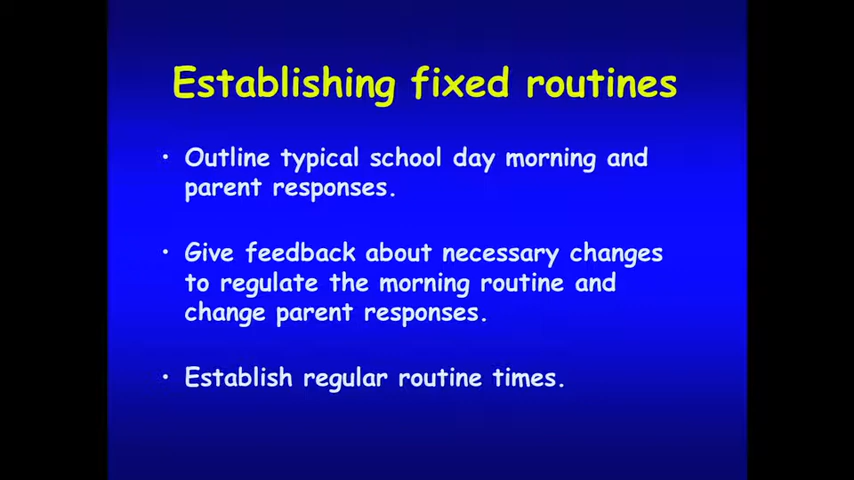 Establishing fixed routines
• Outline typical school day morning and
parent responses.
• Give feedback about necessary changes
to regulate the morning routine and
change parent responses.
• Establish regular routine times.